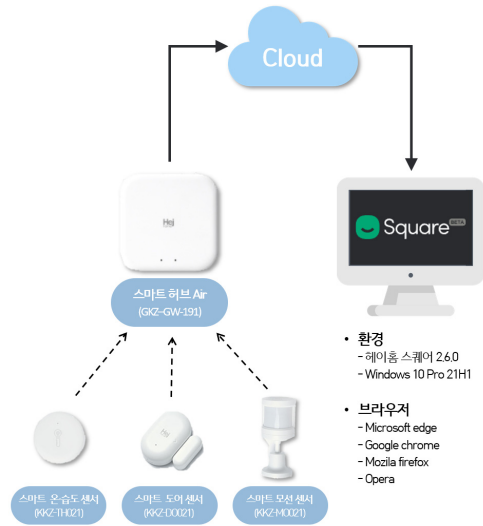 Cloud
Hej
Square BETA
스마트 허브 Air
(GKZ-GW-191)
• 환경
- 헤이홈 스퀘어 2.6.0
- Windows 10 Pro 21H1
• 브라우저
- Microsoft edge
- Google chrome
- Mozila firefox
- Opera
스마트 온·습도 센서
(KKZ-TH021)
스마트 도어 센서
(KKZ-DO021)
스마트 모션 센서
(KKZ-MO021)